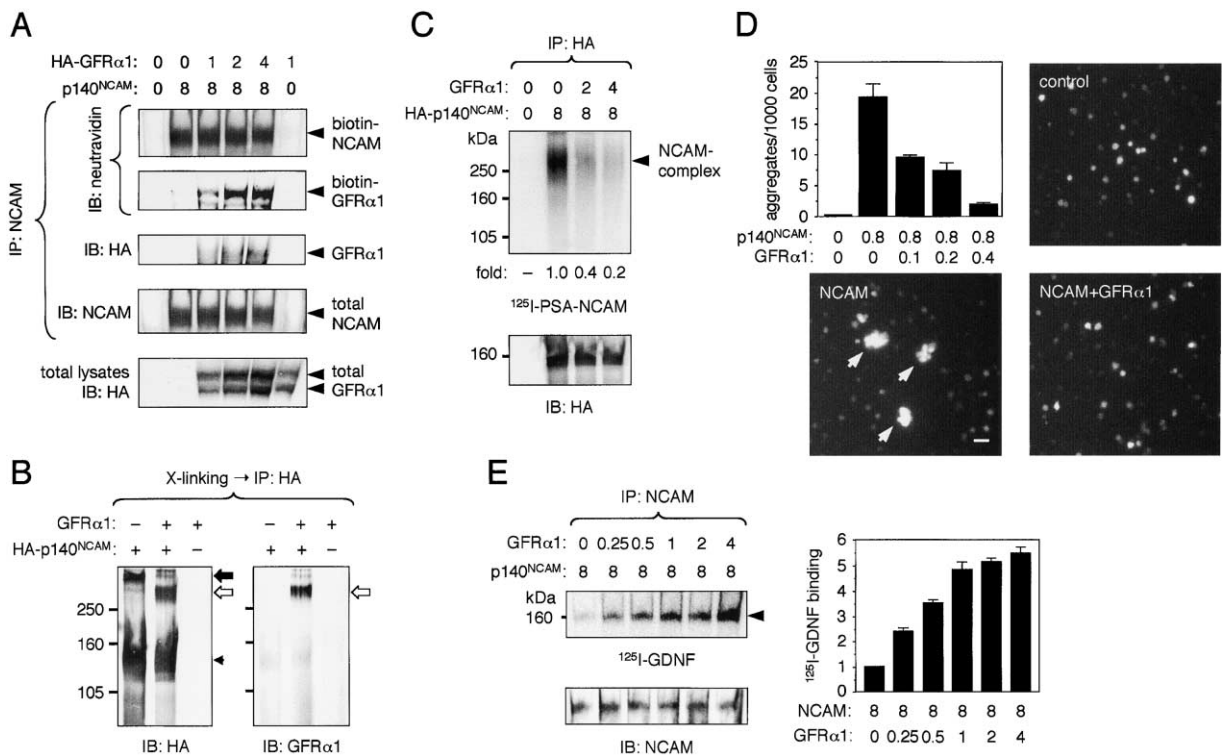 A
HA-GFRα1: 0 0 1 2 4 1
p140NCAM: 0 8 8 8 8 0
IP: NCAM
IB: neutravidin
biotin-
NCAM
biotin-
GFRα1
IB: HA
GFRα1
IB: NCAM
total
NCAM
total lysates
IB: HA
total
GFRα1
B
X-linking → IP: HA
GFRα1: – + + – + +
HA-p140NCAM: + + – + + –
250
160
105
IB: HA
IB: GFRα1
C
IP: HA
GFRα1: 0 0 2 4
HA-p140NCAM: 0 8 8 8
kDa
250
160
105
NCAM-
complex
fold: – 1.0 0.4 0.2
125I-PSA-NCAM
160
IB: HA
D
aggregates/1000 cells
25
20
15
10
5
0
p140NCAM: 0 0.8 0.8 0.8 0.8
GFRα1: 0 0 0.1 0.2 0.4
control
NCAM
NCAM+GFRα1
E
IP: NCAM
GFRα1: 0 0.25 0.5 1 2 4
p140NCAM: 8 8 8 8 8 8
kDa
160
125I-GDNF
IB: NCAM
125I-GDNF binding
6
5
4
3
2
1
0
NCAM: 8 8 8 8 8 8
GFRα1: 0 0.25 0.5 1 2 4